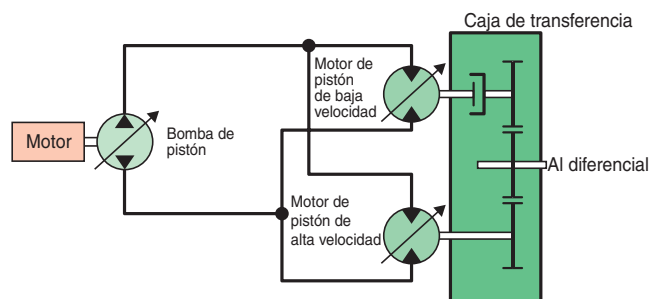 Caja de transferencia
Motor de
pistón
de baja
velocidad
Motor
Bomba de
pistón
Al diferencial
Motor de
pistón de
alta velocidad